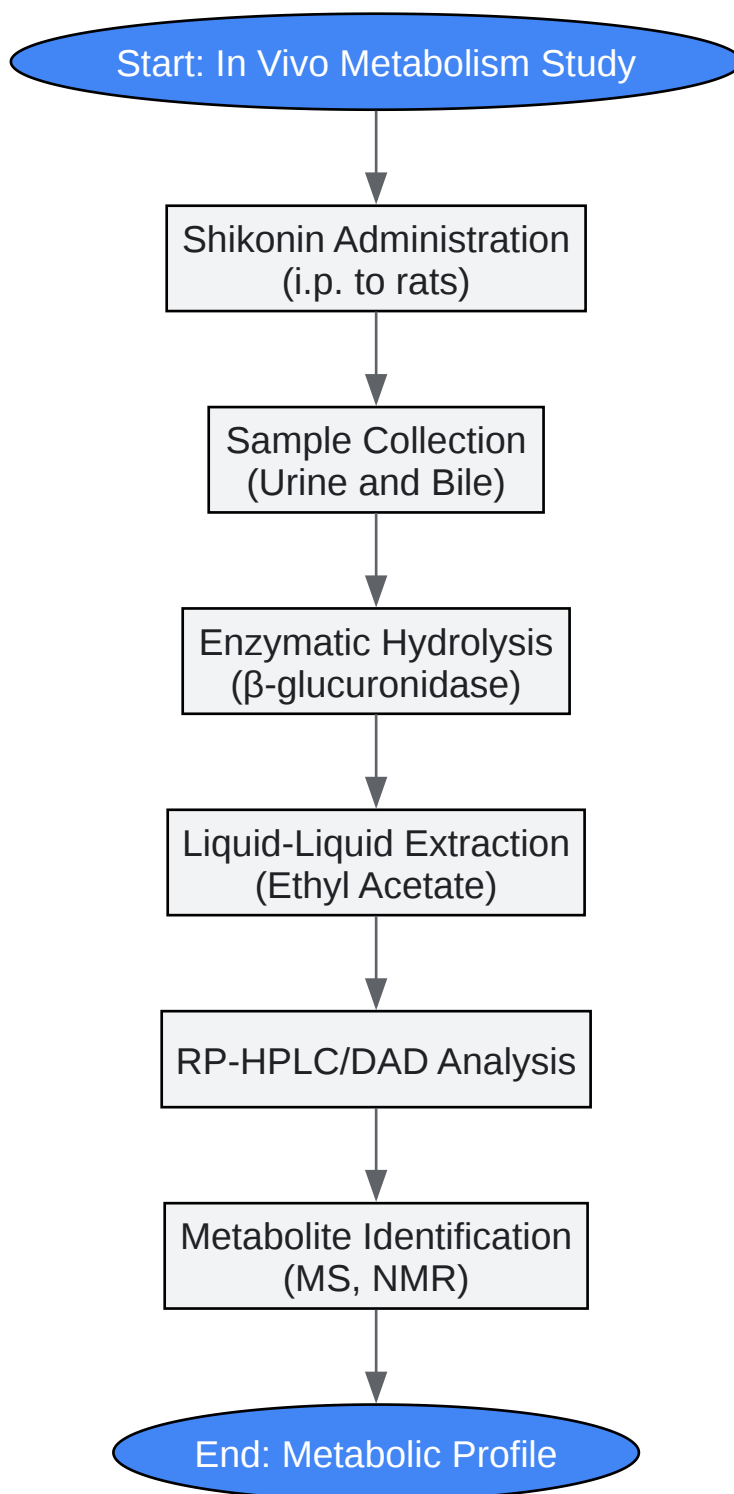 Start: In Vivo Metabolism Study
Shikonin Administration
(i.p. to rats)
Sample Collection
(Urine and Bile)
Enzymatic Hydrolysis
(β-glucuronidase)
Liquid-Liquid Extraction
(Ethyl Acetate)
RP-HPLC/DAD Analysis
Metabolite Identification
(MS, NMR)
End: Metabolic Profile